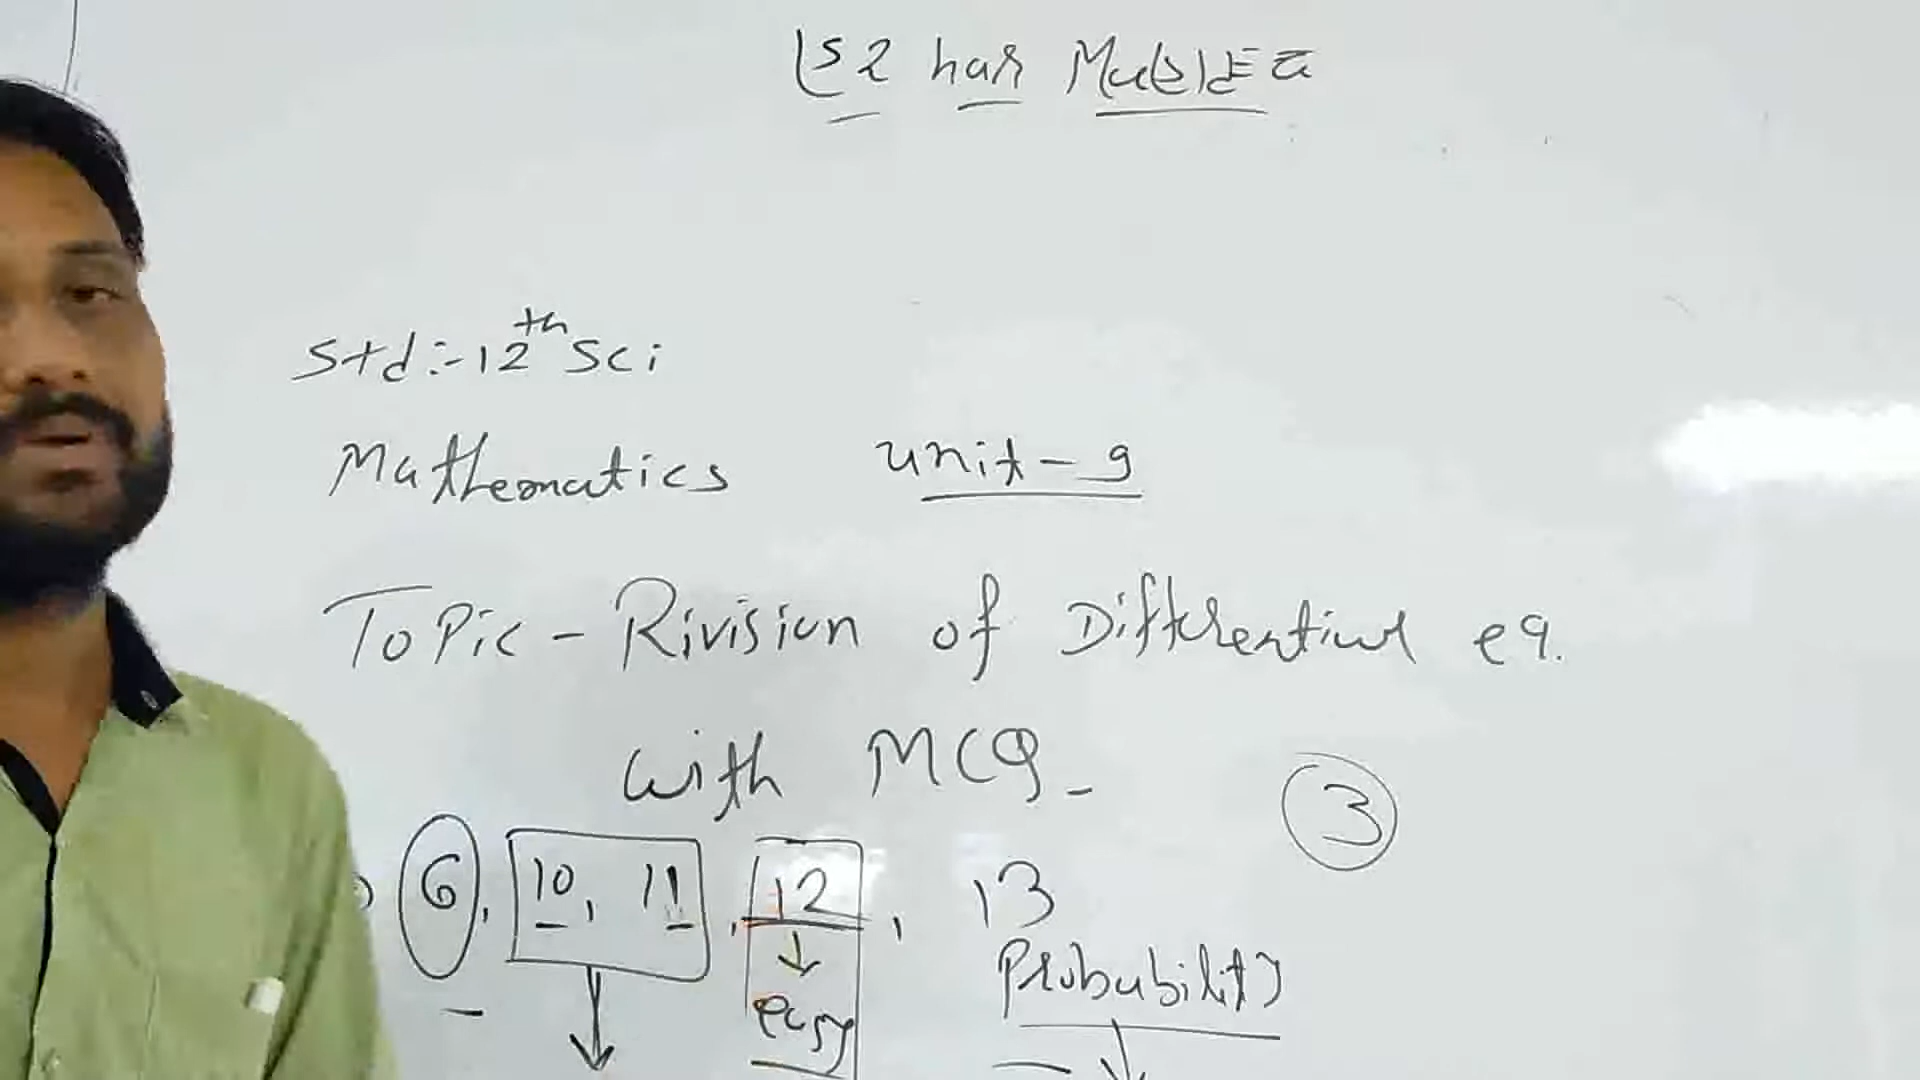 has
Std:-12th Sci
Mathematics unit-9
Topic - Rivision of Differential eq.
with MCQ-
3
6, 10, 11, 12, 13
easy Probability